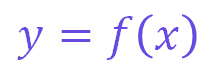 y = f(x)